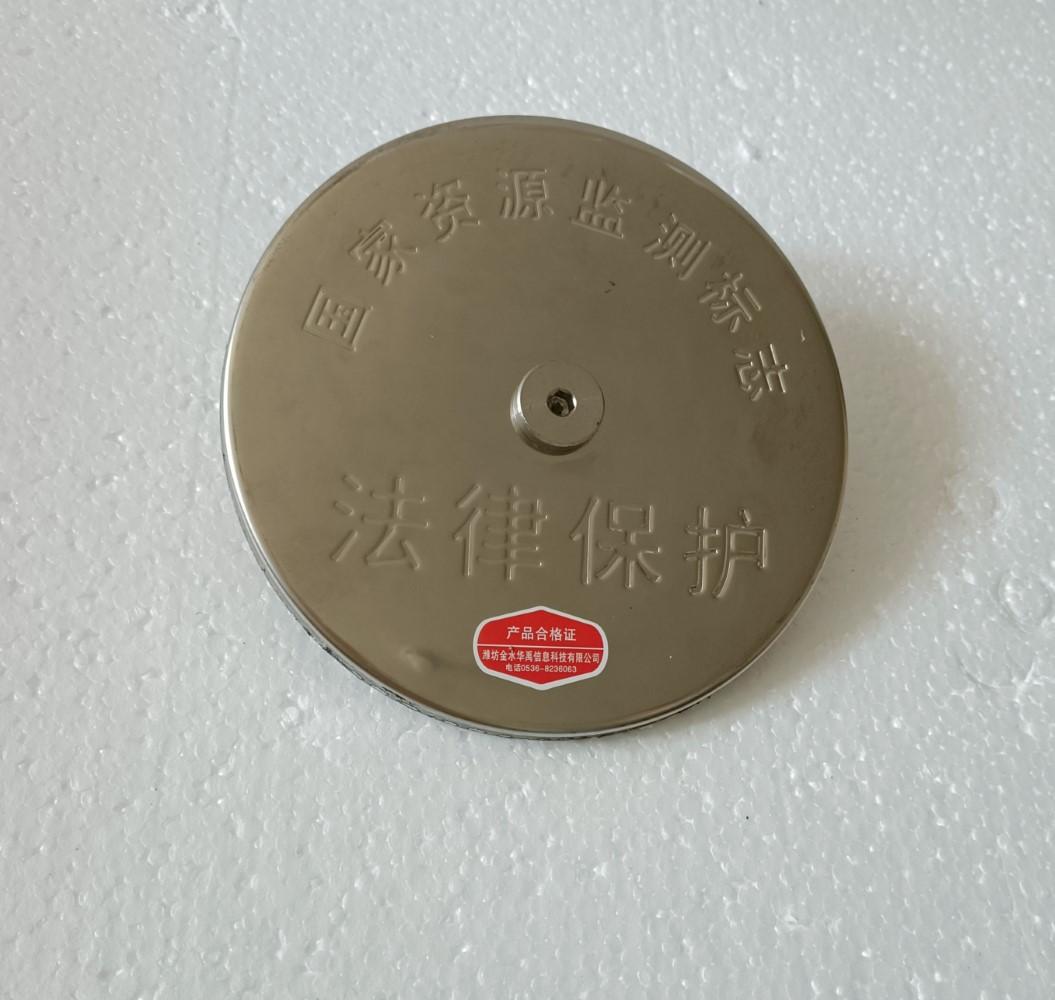 国家资源监测标志
法律保护
产品合格证
潍坊金水华禹信息科技有限公司
电话0536-8236063